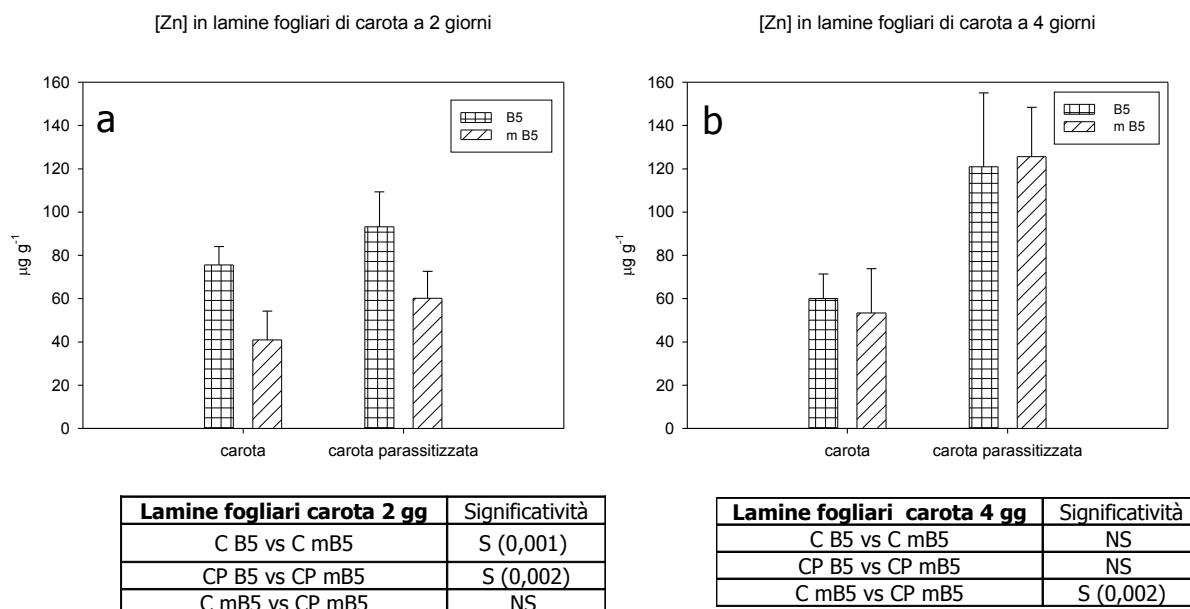 [Zn] in lamine fogliari di carota a 2 giorni
160
140
120
100
80
60
40
20
0
µg g-1
a
B5
m B5
carota
carota parassitizzata
Lamine fogliari carota 2 gg Significatività
C B5 vs C mB5 S (0,001)
CP B5 vs CP mB5 S (0,002)
C mB5 vs CP mB5 NS
[Zn] in lamine fogliari di carota a 4 giorni
160
140
120
100
80
60
40
20
0
µg g-1
b
B5
m B5
carota
carota parassitizzata
Lamine fogliari carota 4 gg Significatività
C B5 vs C mB5 NS
CP B5 vs CP mB5 NS
C mB5 vs CP mB5 S (0,002)